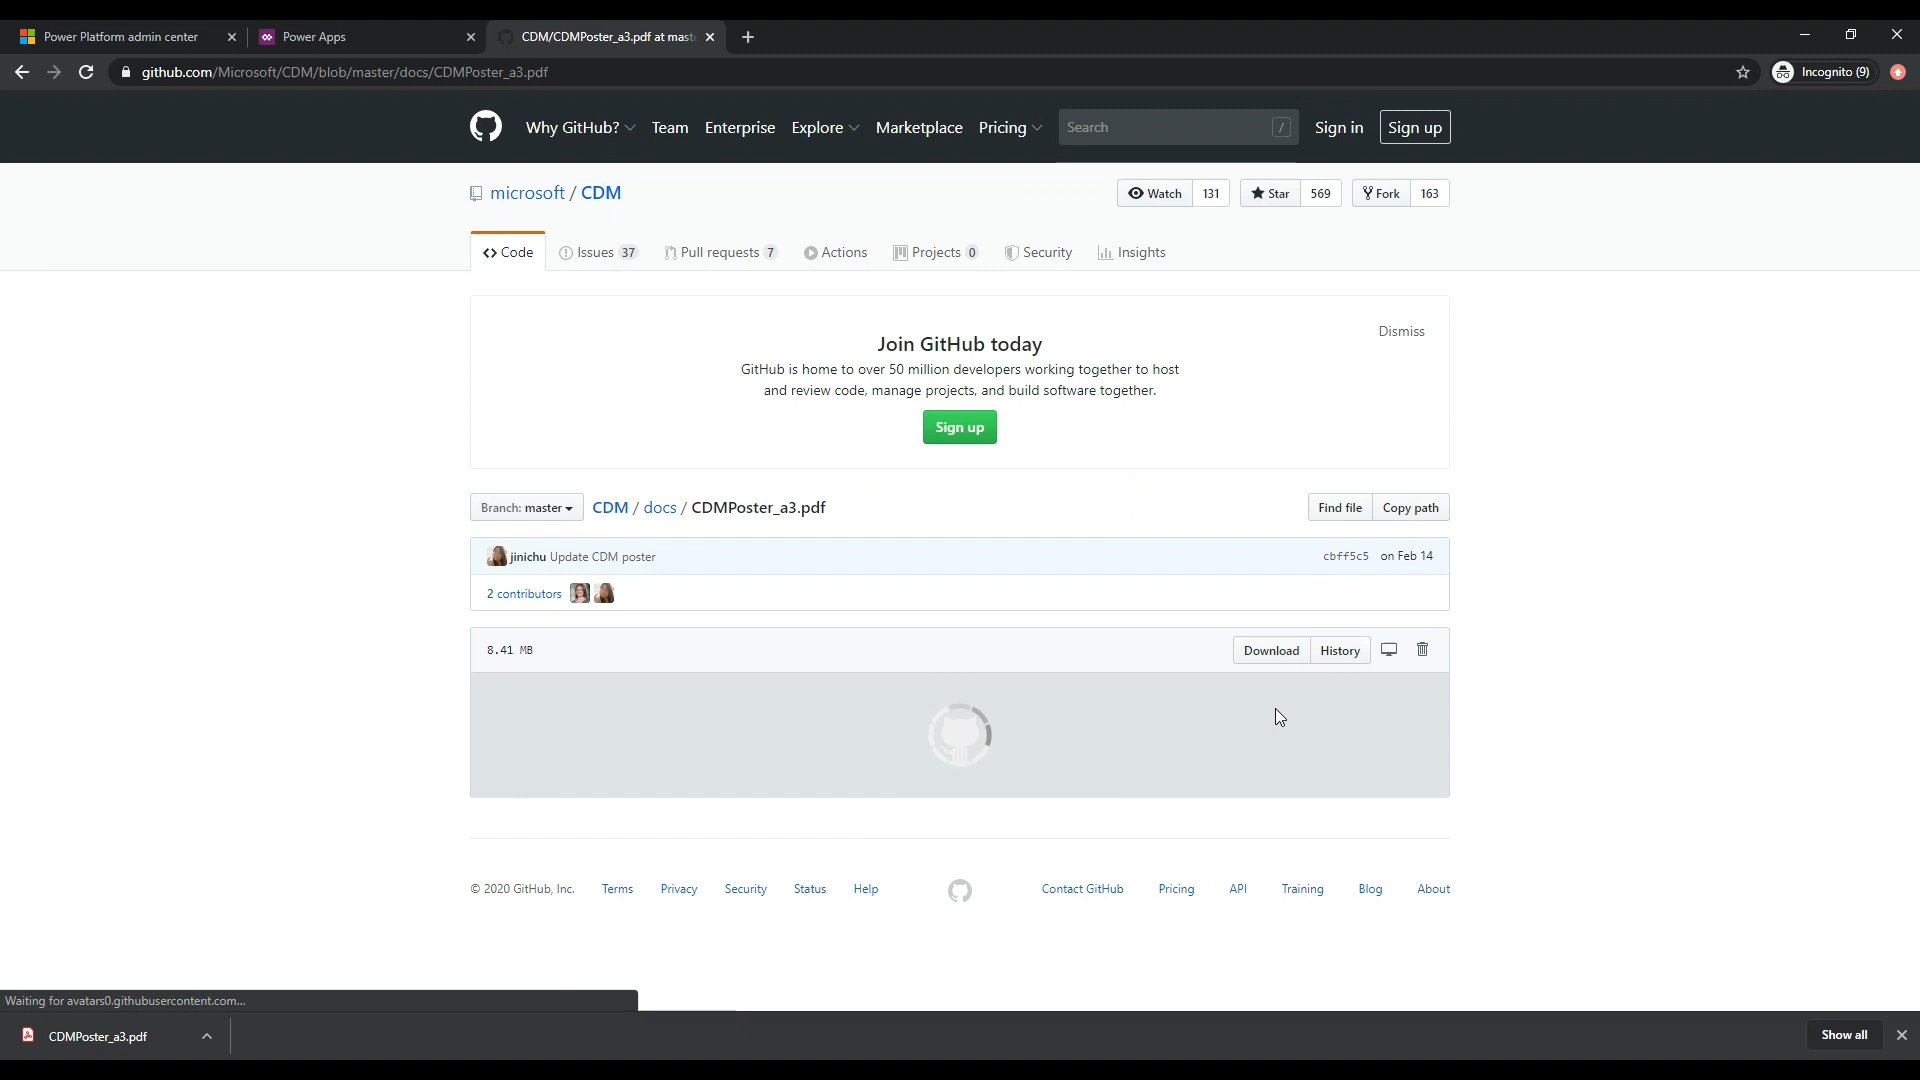 Power Platform admin center
Power Apps
CDM/CDMPoster_a3.pdf at mast
github.com/Microsoft/CDM/blob/master/docs/CDMPoster_a3.pdf
Incognito (9)
Why GitHub? Team Enterprise Explore Marketplace Pricing Search / Sign in Sign up
microsoft / CDM
Watch 131 Star 569 Fork 163
Code Issues 37 Pull requests 7 Actions Projects 0 Security Insights
Dismiss
Join GitHub today
GitHub is home to over 50 million developers working together to host
and review code, manage projects, and build software together.
Sign up
Branch: master CDM / docs / CDMPoster_a3.pdf Find file Copy path
jinichu Update CDM poster cbff5c5 on Feb 14
2 contributors
8.41 MB Download History
© 2020 GitHub, Inc. Terms Privacy Security Status Help Contact GitHub Pricing API Training Blog About
Waiting for avatars0.githubusercontent.com...
CDMPoster_a3.pdf Show all